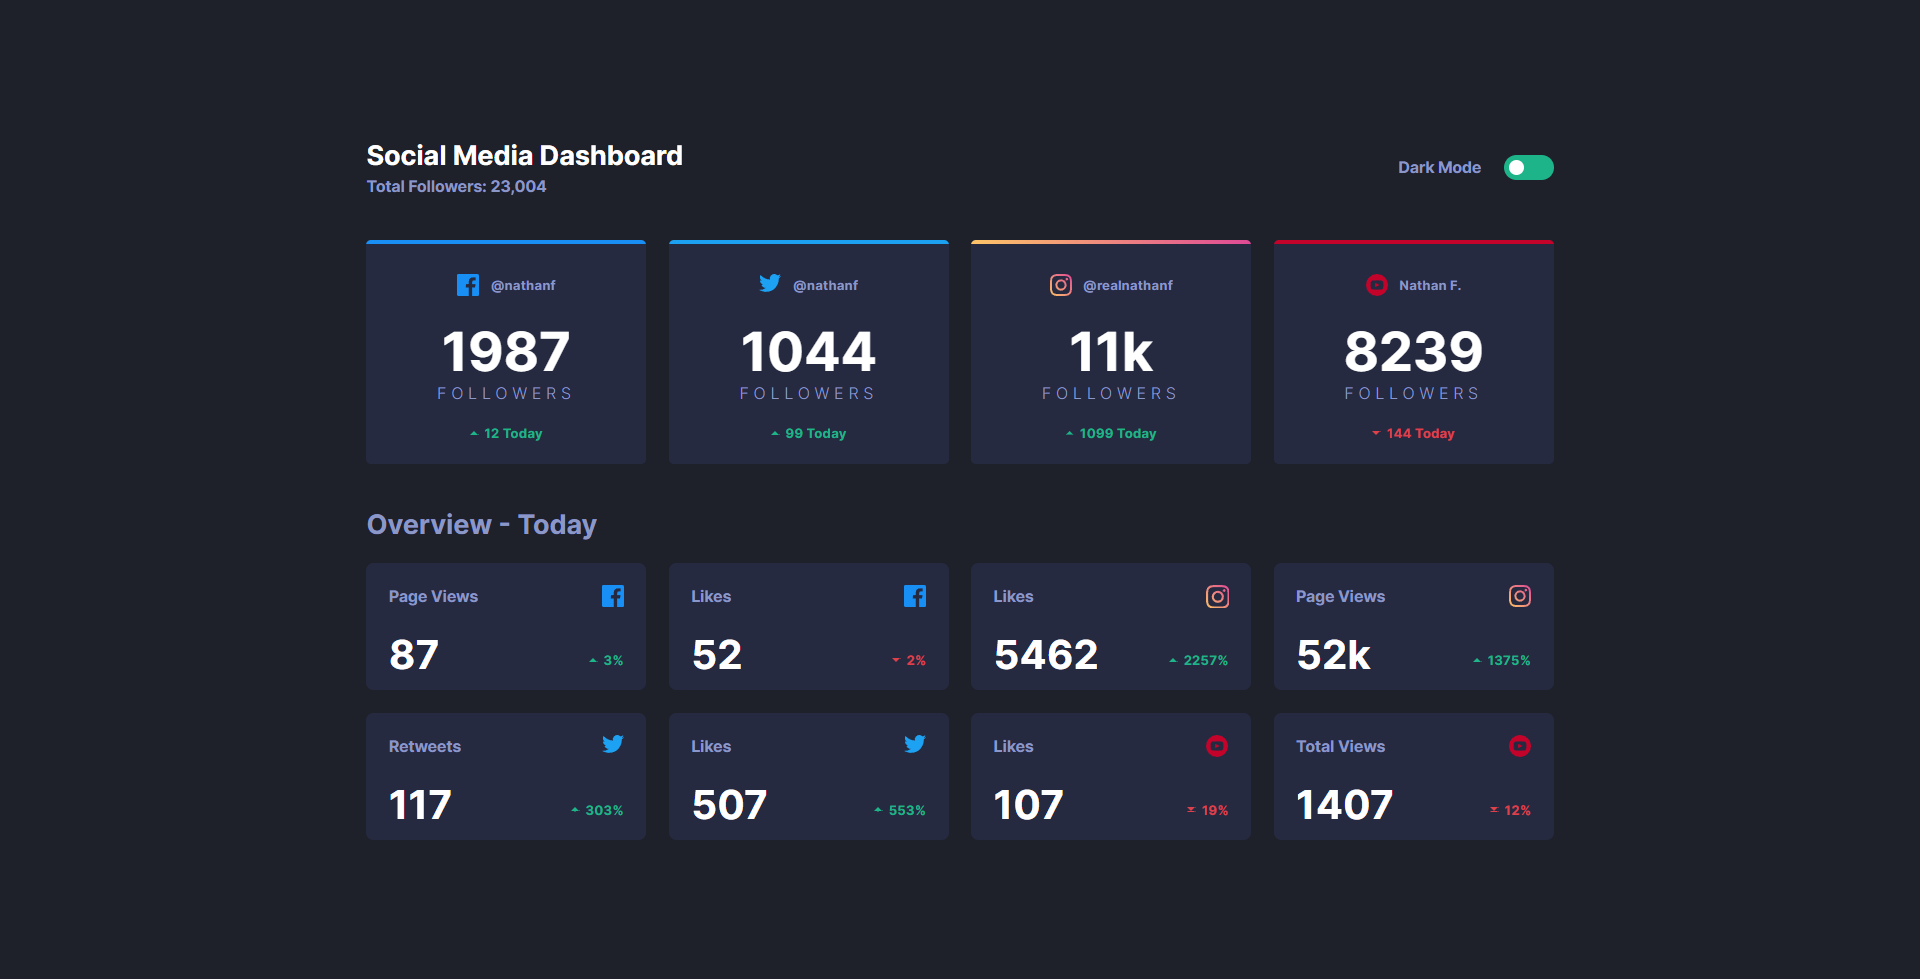 Social Media Dashboard
Total Followers: 23,004
Dark Mode
@nathanf
1987
FOLLOWERS
12 Today
@nathanf
1044
FOLLOWERS
99 Today
@realnathanf
11k
FOLLOWERS
1099 Today
Nathan F.
8239
FOLLOWERS
144 Today
Overview - Today
Page Views
87
3%
Likes
52
2%
Likes
5462
2257%
Page Views
52k
1375%
Retweets
117
303%
Likes
507
553%
Likes
107
19%
Total Views
1407
12%